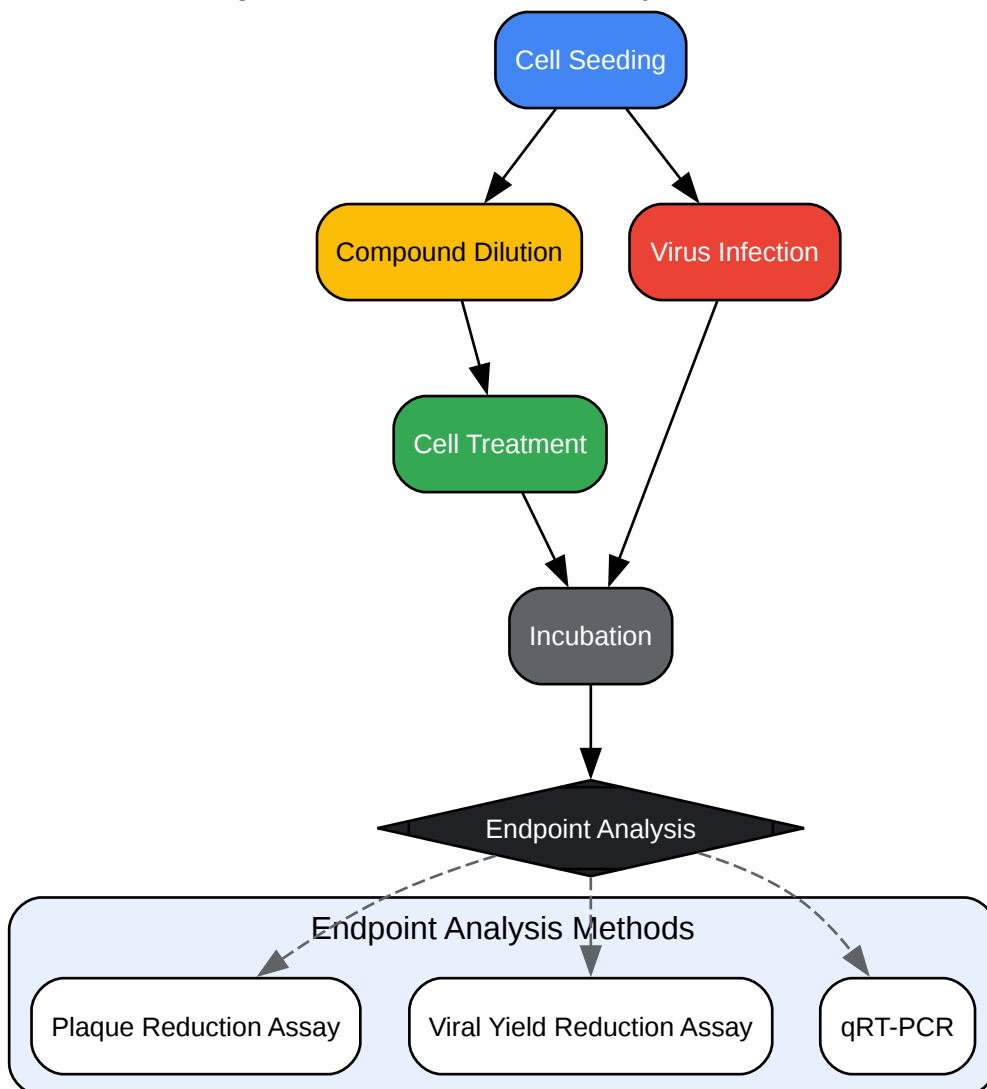 Cell Seeding
Compound Dilution
Virus Infection
Cell Treatment
Incubation
Endpoint Analysis
Endpoint Analysis Methods
Plaque Reduction Assay
Viral Yield Reduction Assay
qRT-PCR